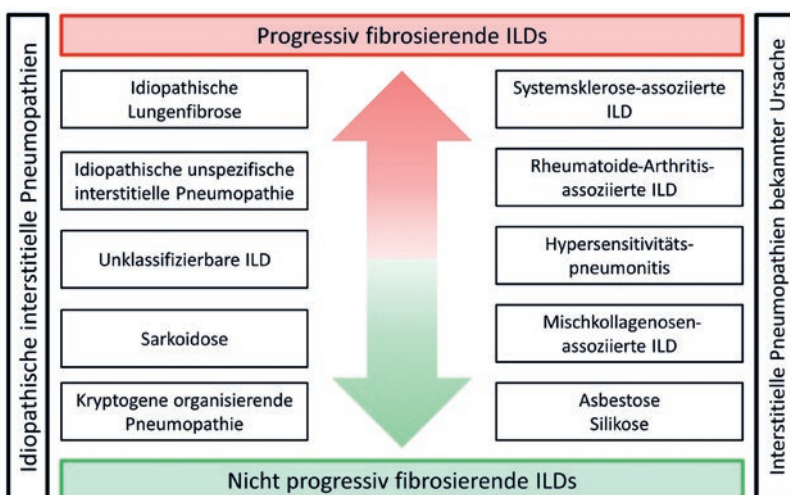 Progressiv fibrosierende ILDs
Idiopathische interstitielle Pneumopathien
Idiopathische
Lungenfibrose
Idiopathische unspezifische
interstitielle Pneumopathie
Unklassifizierbare ILD
Sarkoidose
Kryptogene organisierende
Pneumopathie
Systemsklerose-assoziierte
ILD
Rheumatoide-Arthritis-
assoziierte ILD
Hypersensitivitäts-
pneumonitis
Mischkollagenosen-
assoziierte ILD
Asbestose
Silikose
Interstitielle Pneumopathien bekannter Ursache
Nicht progressiv fibrosierende ILDs